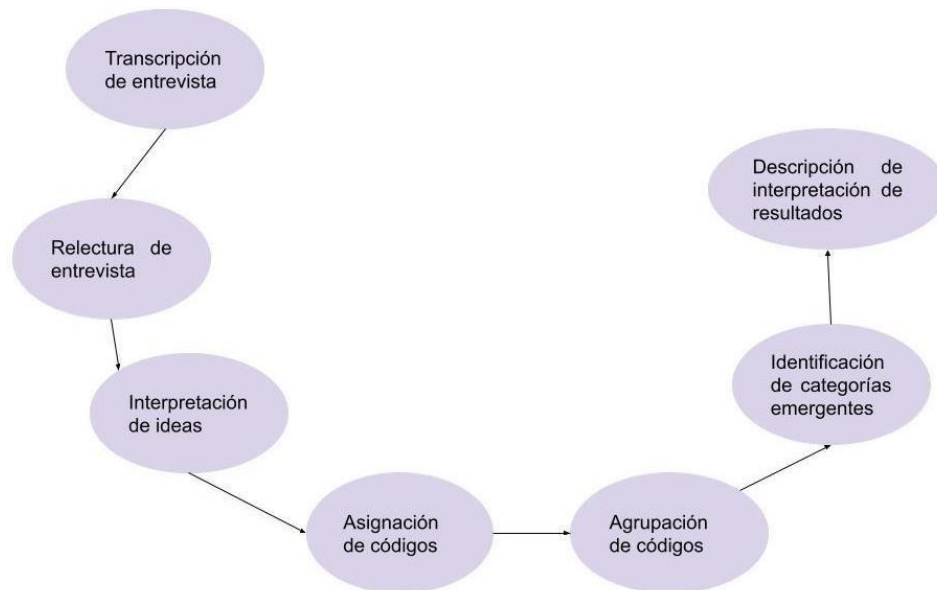 Transcripción
de entrevista
Relectura de
entrevista
Interpretación
de ideas
Asignación
de códigos
Agrupación
de códigos
Identificación
de categorías
emergentes
Descripción de
interpretación de
resultados